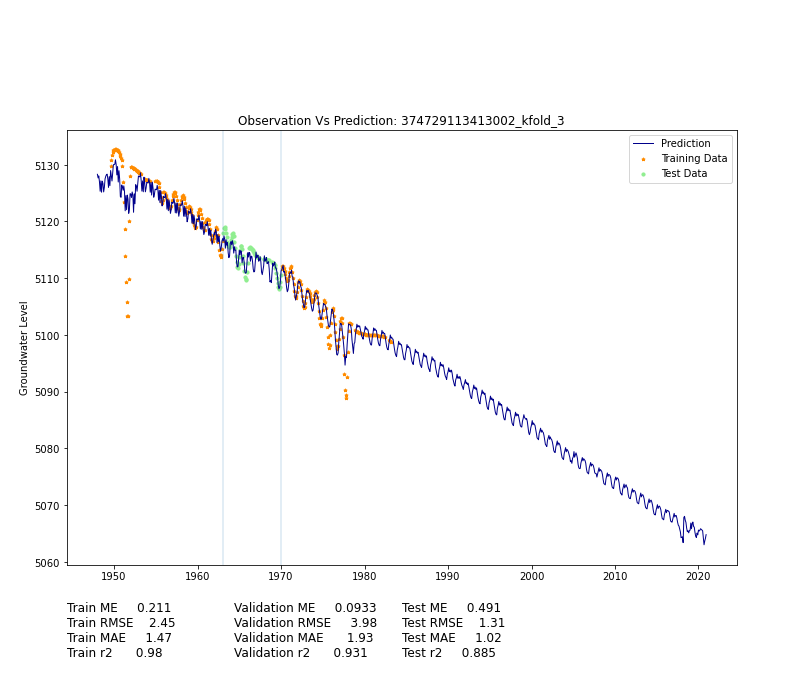 Observation Vs Prediction: 374729113413002_kfold_3
Prediction
Training Data
Test Data
Groundwater Level
5130
5120
5110
5100
5090
5080
5070
5060
1950 1960 1970 1980 1990 2000 2010 2020
Train ME 0.211 Validation ME 0.0933 Test ME 0.491
Train RMSE 2.45 Validation RMSE 3.98 Test RMSE 1.31
Train MAE 1.47 Validation MAE 1.93 Test MAE 1.02
Train r2 0.98 Validation r2 0.931 Test r2 0.885